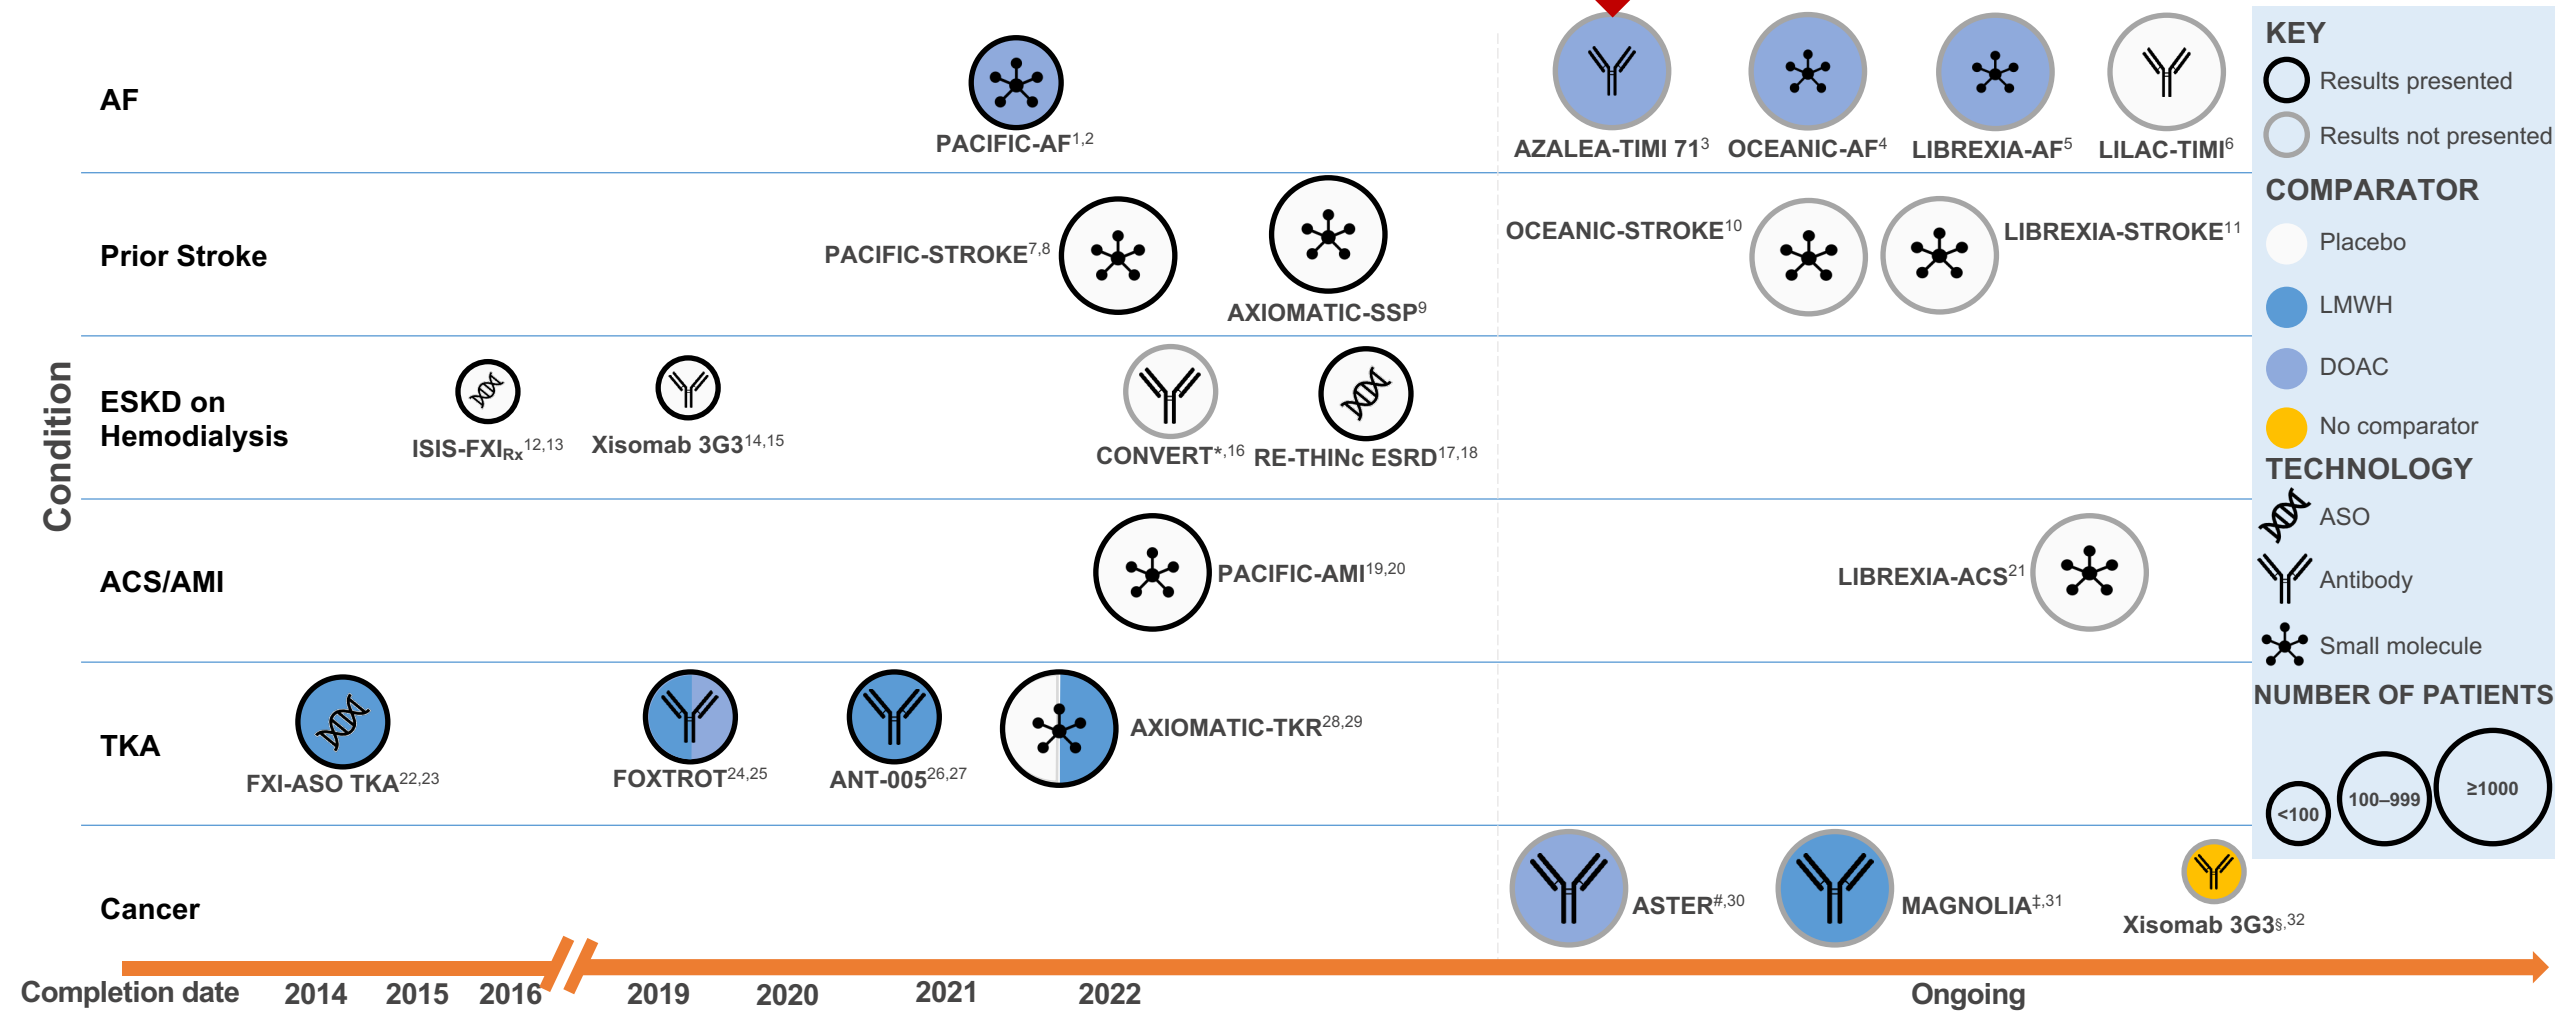 AF
PACIFIC-AF1,2
AZALEA-TIMI 713
OCEANIC-AF4
LIBREXIA-AF5
LILAC-TIMI6
Prior Stroke
PACIFIC-STROKE7,8
AXIOMATIC-SSP9
OCEANIC-STROKE10
LIBREXIA-STROKE11
Condition
ESKD on
Hemodialysis
ISIS-FXIRx12,13
Xisomab 3G314,15
CONVERT*,16
RE-THINc ESRD17,18
ACS/AMI
PACIFIC-AMI19,20
LIBREXIA-ACS21
TKA
FXI-ASO TKA22,23
FOXTROT24,25
ANT-00526,27
AXIOMATIC-TKR28,29
Cancer
ASTER#,30
MAGNOLIA‡,31
Xisomab 3G3§,32
Completion date
2014
2015
2016
2019
2020
2021
2022
Ongoing
KEY
Results presented
Results not presented
COMPARATOR
Placebo
LMWH
DOAC
No comparator
TECHNOLOGY
ASO
Antibody
Small molecule
NUMBER OF PATIENTS
<100
100–999
≥1000